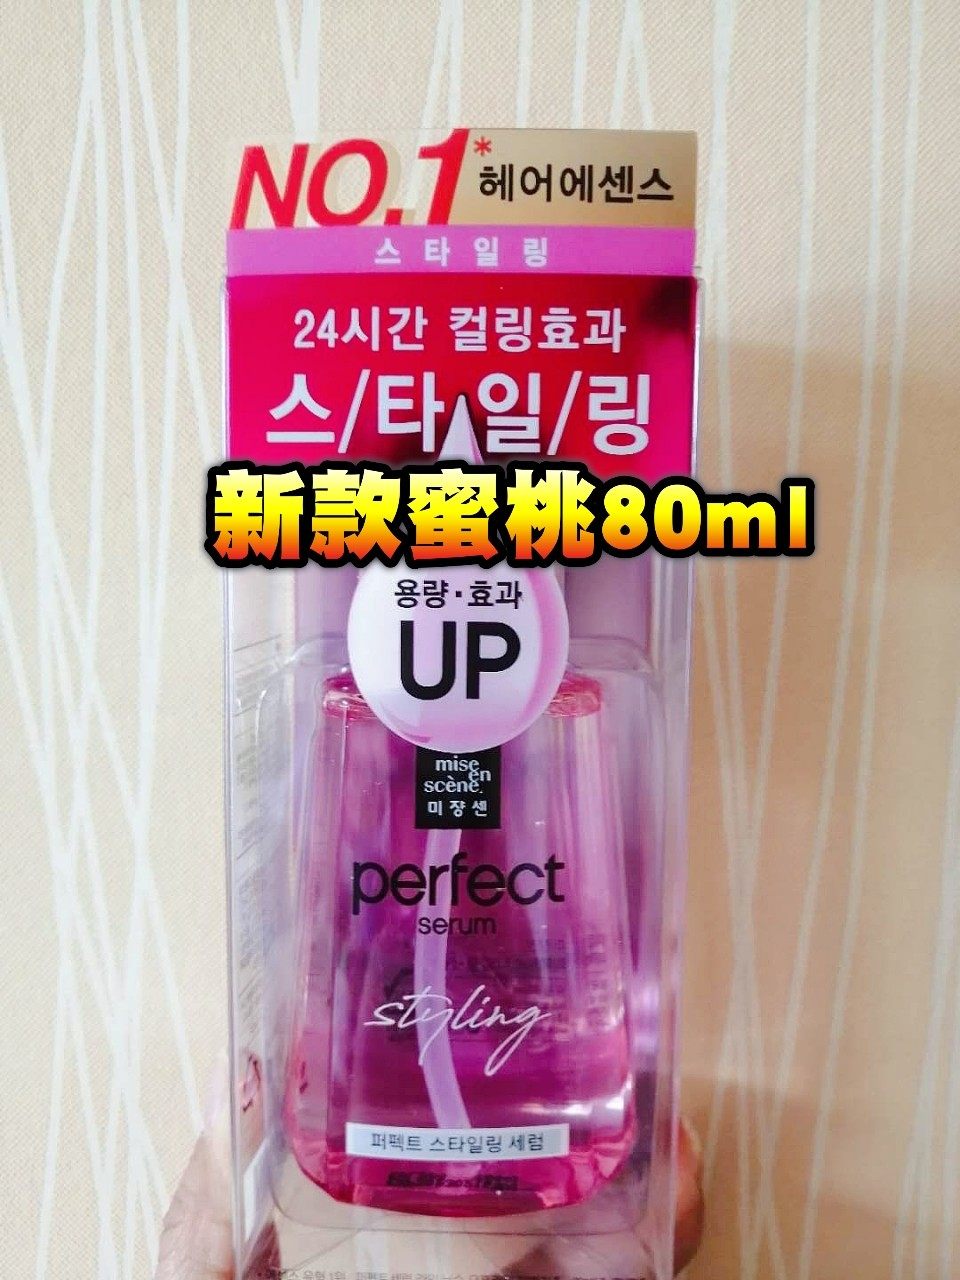 NO.1* 헤어에센스
스타일링
24시간 컬링효과
스/타일/링
新款蜜桃80ml
용량·효과
UP
mise
en
scène.
미쟝센
perfect
serum
styling
퍼펙트 스타일링 세럼